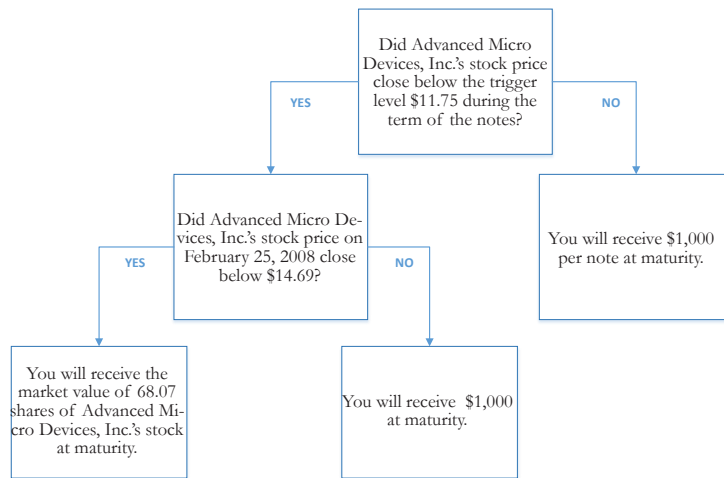 Did Advanced Micro
Devices, Inc.'s stock price
close below the trigger
level $11.75 during the
term of the notes?
YES
NO
Did Advanced Micro De-
vices, Inc.'s stock price on
February 25, 2008 close
below $14.69?
You will receive $1,000
per note at maturity.
YES
NO
You will receive the
market value of 68.07
shares of Advanced Mi-
cro Devices, Inc.'s stock
at maturity.
You will receive $1,000
at maturity.